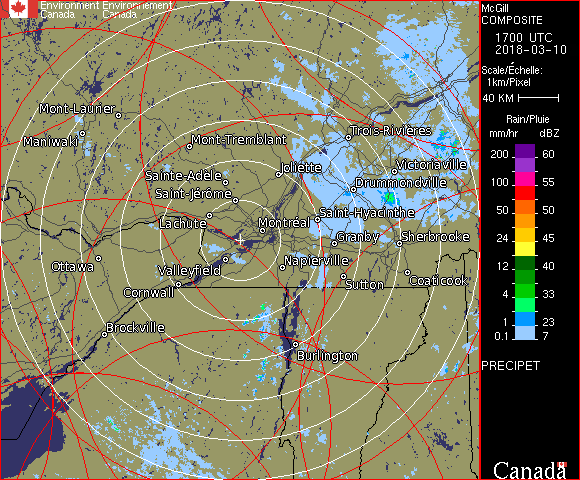 Environment Environnement
Canada Canada
McGill
COMPOSITE
1700 UTC
2018-03-10
Scale/Échelle:
1km/Pixel
40 KM
Rain/Pluie
mm/hr dBZ
200 60
100 55
50 50
24 45
12 40
4 33
1 23
0.1 7
PRECIPET
Canada
Mont-Laurier
Maniwaki
Mont-Tremblant
Trois-Rivières
Joliette
Victoriaville
Sainte-Adèle
Drummondville
Saint-Jérôme
Saint-Hyacinthe
Lachute
Montréal
Granby
Sherbrooke
Ottawa
Valleyfield
Napierville
Cornwall
Sutton
Coaticook
Brockville
Burlington